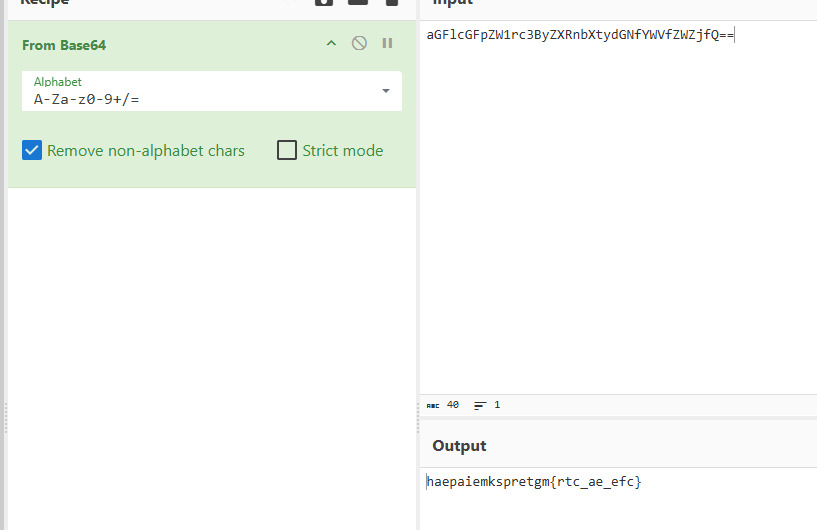 Recipe
Input
From Base64
Alphabet
A-Za-z0-9+/=
Remove non-alphabet chars
Strict mode
aGFlcGFpZW1rc3ByZXRnbXtydGNfYWVfZWZjfQ==
ABC 40 1
Output
haepaiemkspretgm{rtc_ae_efc}